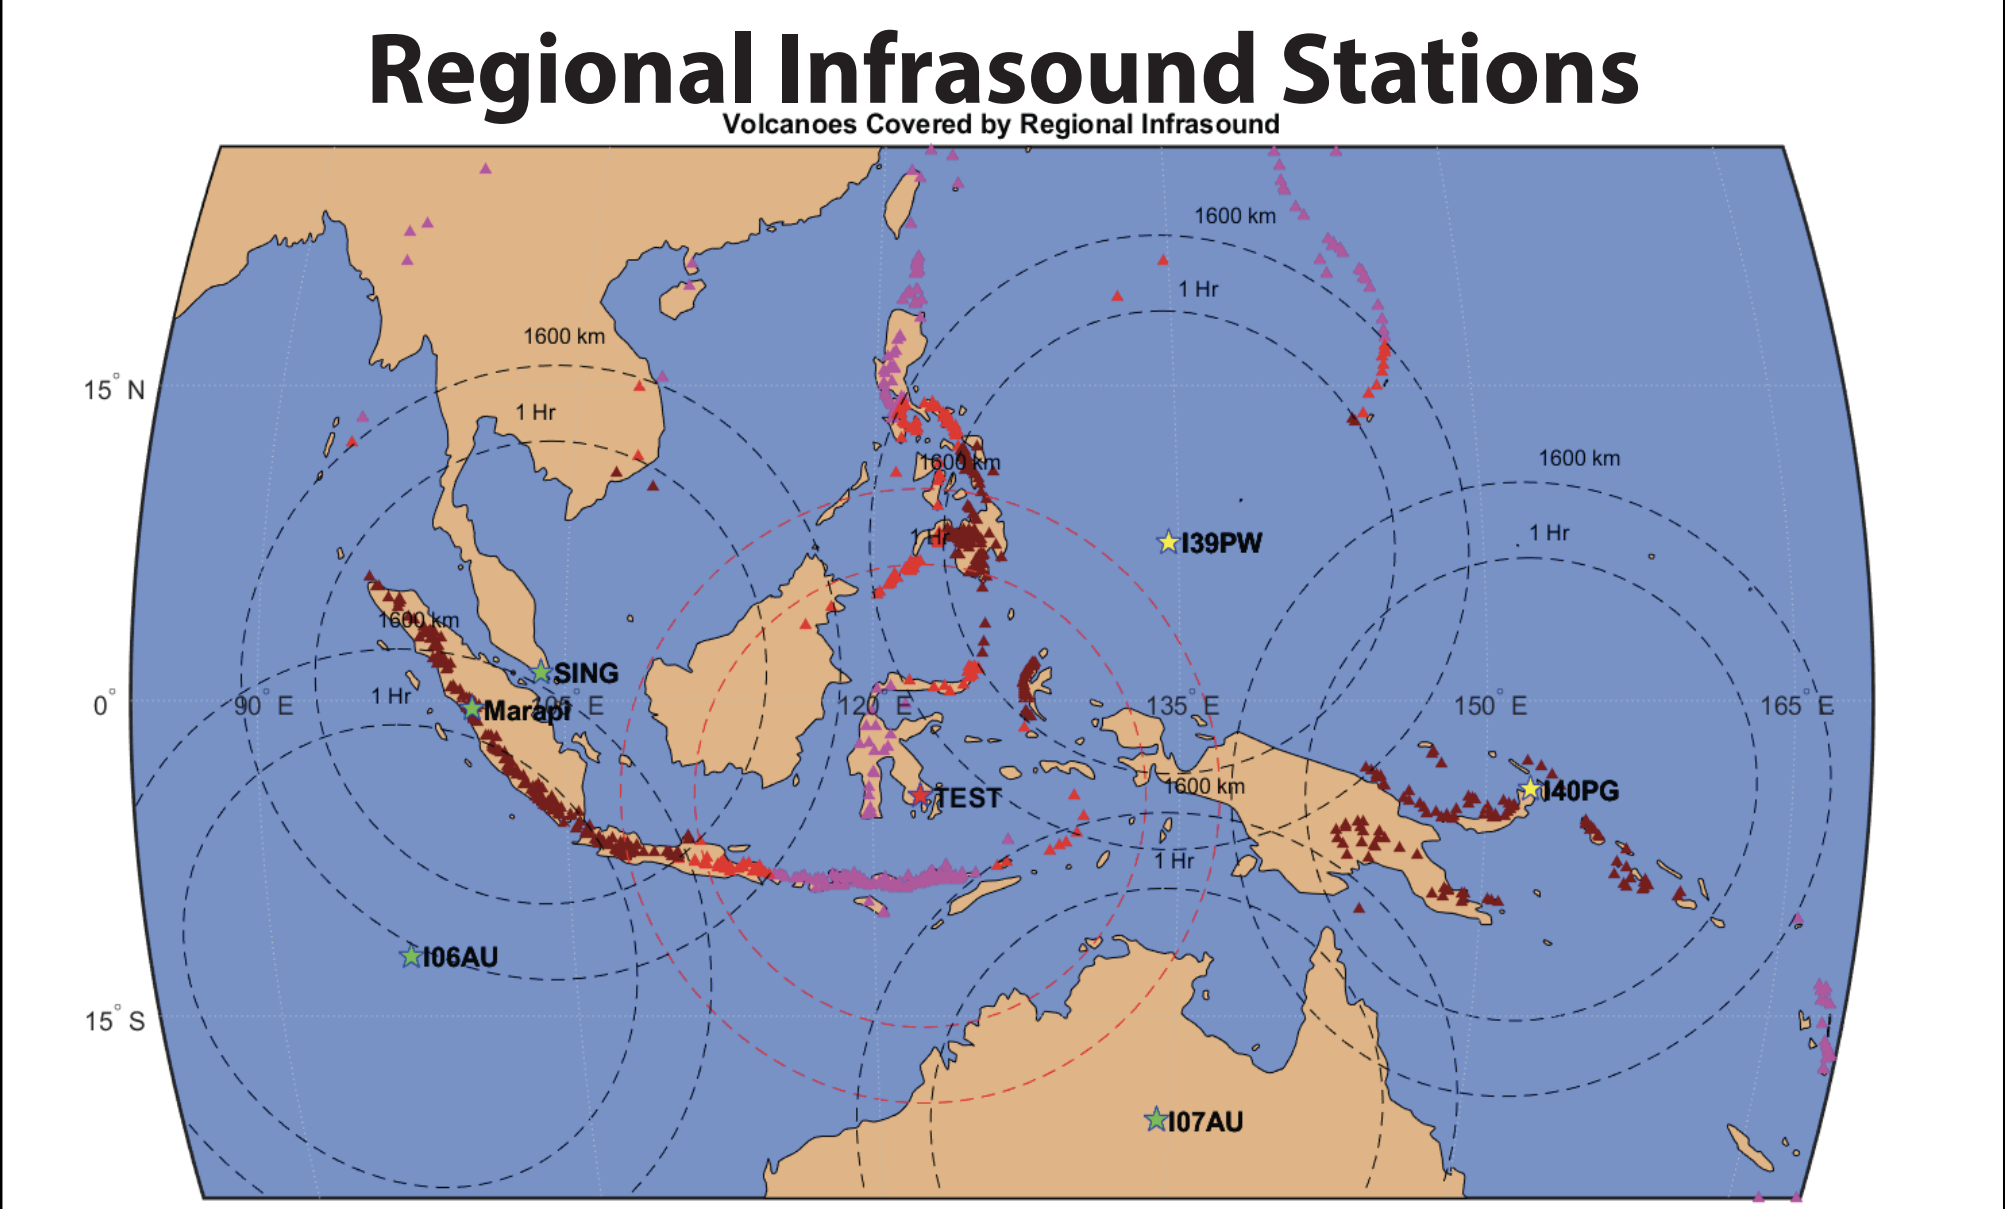 Regional Infrasound Stations
Volcanoes Covered by Regional Infrasound
1600 km
1 Hr
1600 km
15° N
1 Hr
1600 km
1600 km
1 Hr
1 Hr
I39PW
1600 km
SING
1 Hr
0°
90° E
Marapi
105° E
120° E
135° E
150° E
165° E
1600 km
TEST
I40PG
1 Hr
I06AU
15° S
I07AU